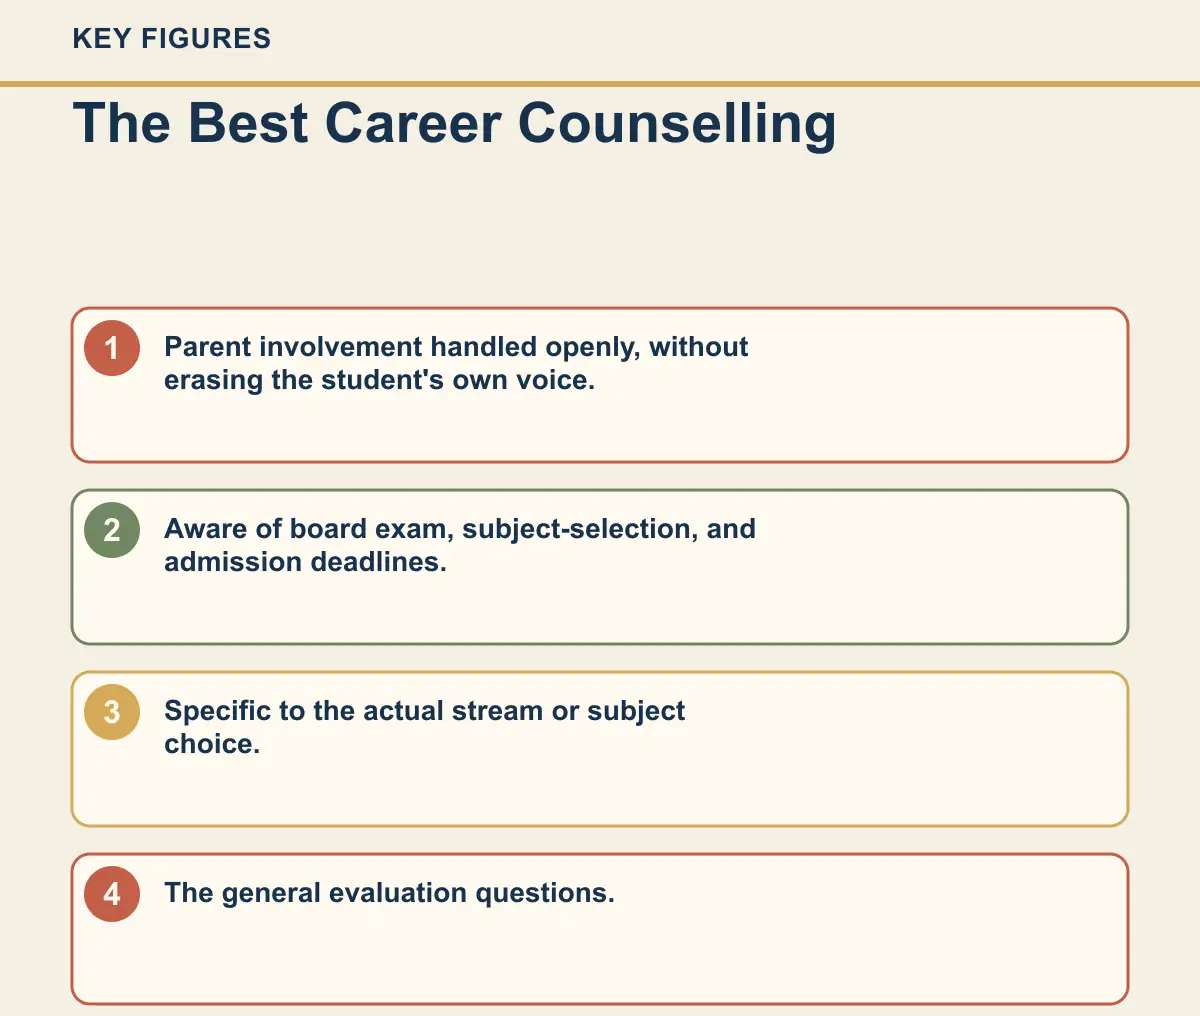 KEY FIGURES
The Best Career Counselling
1
Parent involvement handled openly, without
erasing the student's own voice.
2
Aware of board exam, subject-selection, and
admission deadlines.
3
Specific to the actual stream or subject
choice.
4
The general evaluation questions.